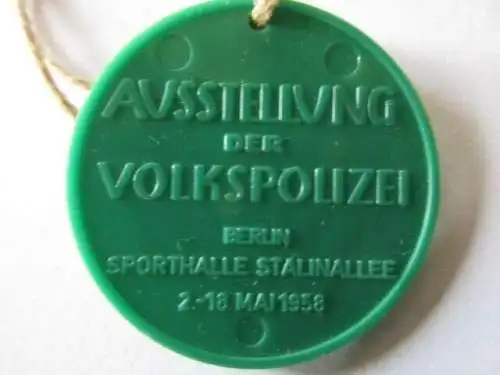 AVSSTELLVNG
DER
VOLKSPOLIZEI
BERLIN
SPORTHALLE STALINALLEE
2.-18. MAI 1958